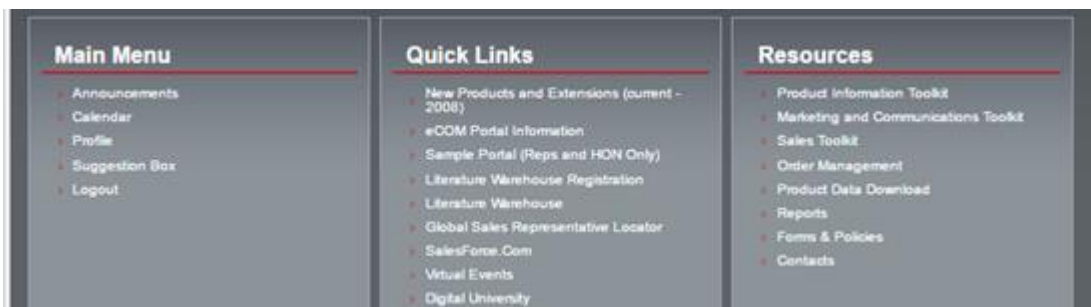 Main Menu
Announcements
Calendar
Profile
Suggestion Box
Logout
Quick Links
New Products and Extensions (current -
2008)
eCOM Portal Information
Sample Portal (Reps and HON Only)
Literature Warehouse Registration
Literature Warehouse
Global Sales Representative Locator
SalesForce.Com
Virtual Events
Digital University
Resources
Product Information Toolkit
Marketing and Communications Toolkit
Sales Toolkit
Order Management
Product Data Download
Reports
Forms & Policies
Contacts